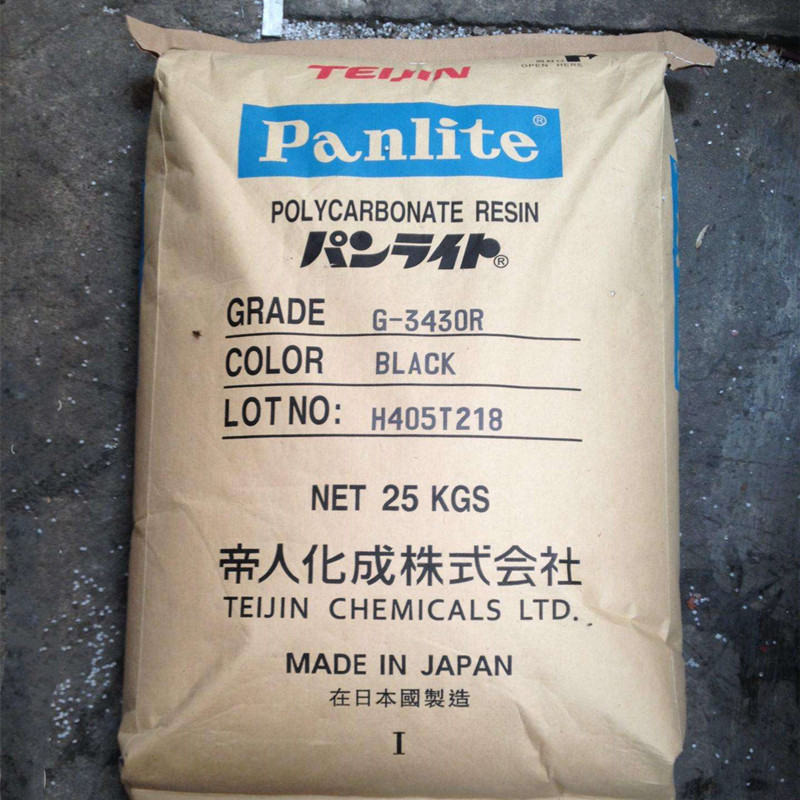 TEIJIN
OPEN HERE
Panlite®
POLYCARBONATE RESIN
パンライト®
GRADE G-3430R
COLOR BLACK
LOT NO: H405T218
NET 25 KGS
帝人化成株式会社
TEIJIN CHEMICALS LTD.
MADE IN JAPAN
在日本國製造
I